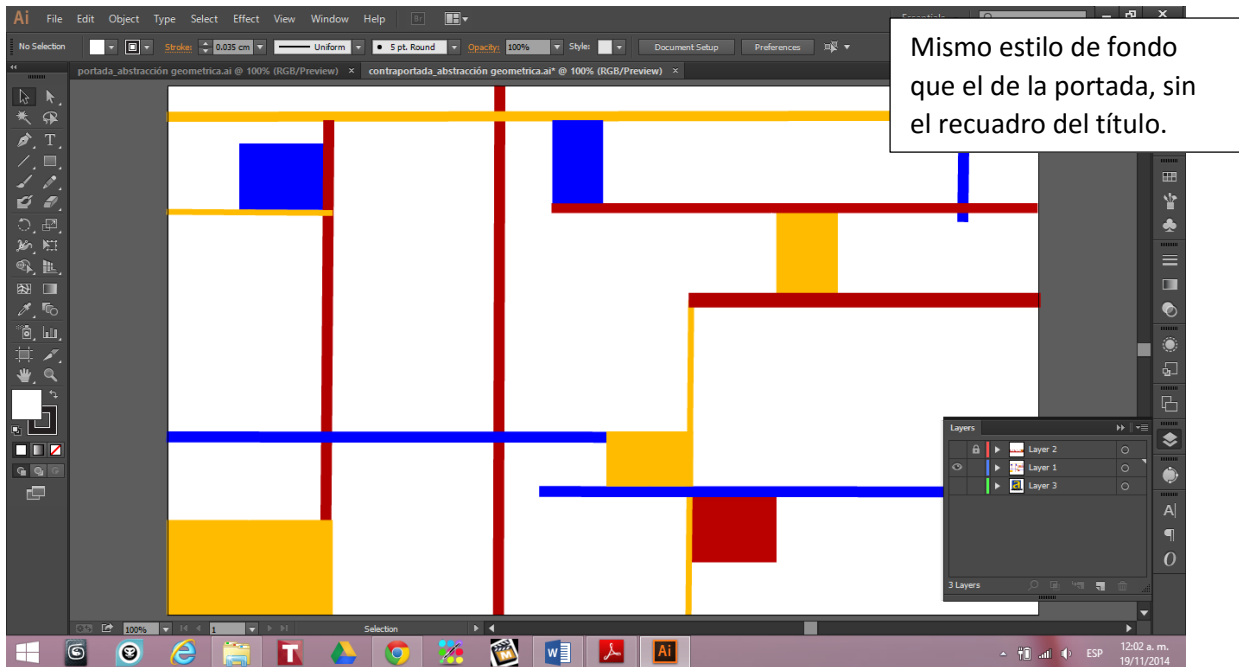 Ai File Edit Object Type Select Effect View Window Help Br
No Selection Stroke: 0.035 cm Uniform 5 pt. Round Opacity: 100% Style: Document Setup Preferences
portada_abstracción geometrica.ai @ 100% (RGB/Preview) × contraportada_abstracción geometrica.ai* @ 100% (RGB/Preview) ×
Mismo estilo de fondo
que el de la portada, sin
el recuadro del título.
Layers
Layer 2
Layer 1
Layer 3
3 Layers
100% 1 Selection
ESP 12:02 a. m.
19/11/2014